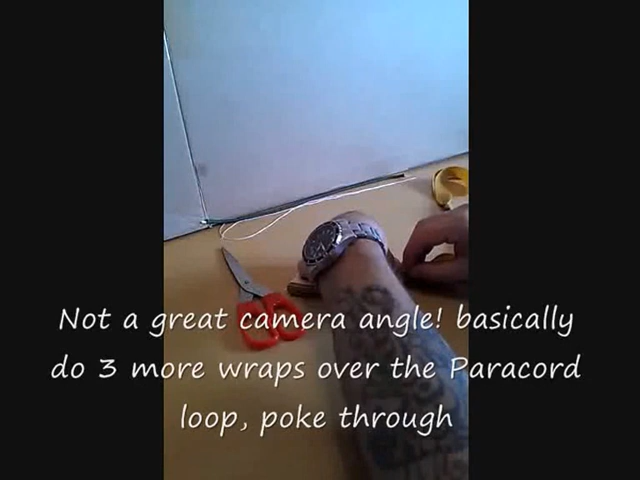 Not a great camera angle! basically
do 3 more wraps over the Paracord
loop, poke through